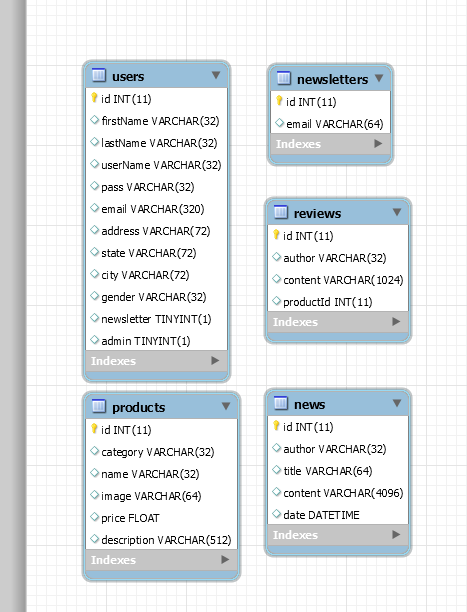 users
id INT(11)
firstName VARCHAR(32)
lastName VARCHAR(32)
userName VARCHAR(32)
pass VARCHAR(32)
email VARCHAR(320)
address VARCHAR(72)
state VARCHAR(72)
city VARCHAR(72)
gender VARCHAR(32)
newsletter TINYINT(1)
admin TINYINT(1)
Indexes
newsletters
id INT(11)
email VARCHAR(64)
Indexes
reviews
id INT(11)
author VARCHAR(32)
content VARCHAR(1024)
productId INT(11)
Indexes
products
id INT(11)
category VARCHAR(32)
name VARCHAR(32)
image VARCHAR(64)
price FLOAT
description VARCHAR(512)
Indexes
news
id INT(11)
author VARCHAR(32)
title VARCHAR(64)
content VARCHAR(4096)
date DATETIME
Indexes